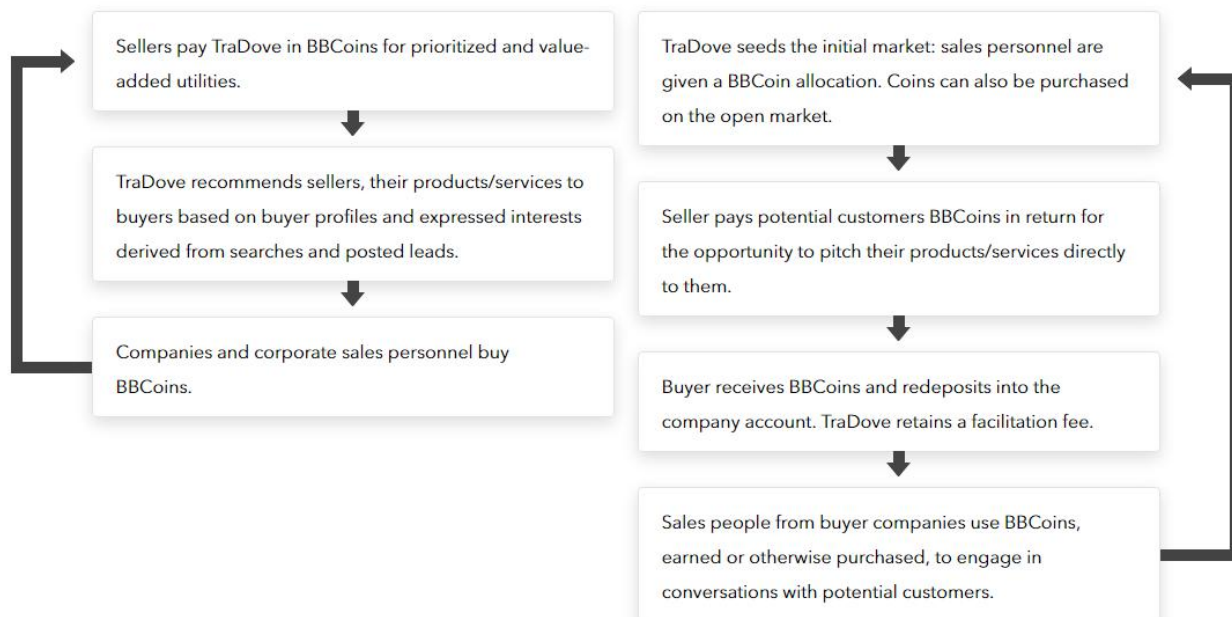 Sellers pay TraDove in BBCoins for prioritized and value-
added utilities.
TraDove recommends sellers, their products/services to
buyers based on buyer profiles and expressed interests
derived from searches and posted leads.
Companies and corporate sales personnel buy
BBCoins.
TraDove seeds the initial market: sales personnel are
given a BBCoin allocation. Coins can also be purchased
on the open market.
Seller pays potential customers BBCoins in return for
the opportunity to pitch their products/services directly
to them.
Buyer receives BBCoins and redeposits into the
company account. TraDove retains a facilitation fee.
Sales people from buyer companies use BBCoins,
earned or otherwise purchased, to engage in
conversations with potential customers.